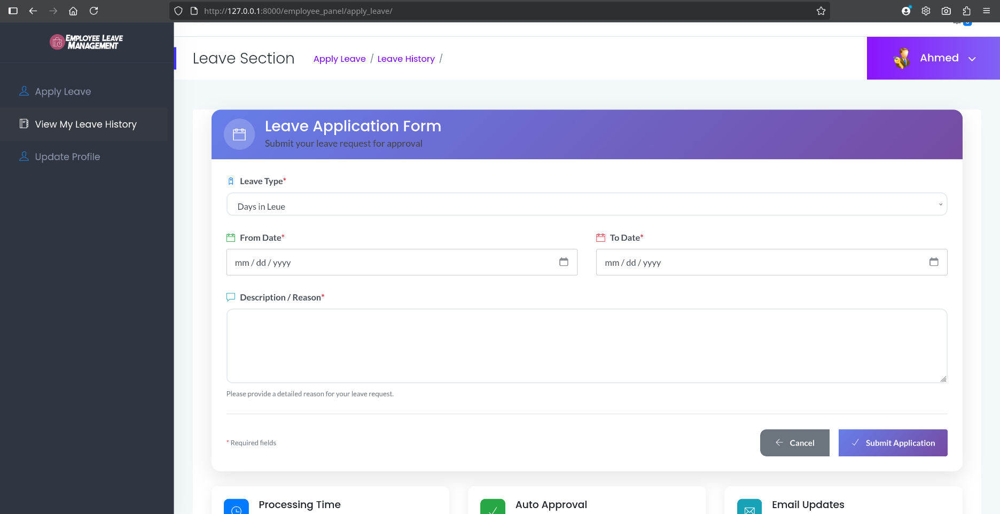 http://127.0.0.1:8000/employee_panel/apply_leave/
Employee Leave
Management
Leave Section
Apply Leave / Leave History /
Ahmed
Apply Leave
View My Leave History
Update Profile
Leave Application Form
Submit your leave request for approval
Leave Type*
Days in Leue
From Date*
To Date*
mm / dd / yyyy
mm / dd / yyyy
Description / Reason*
Please provide a detailed reason for your leave request.
* Required fields
Cancel
Submit Application
Processing Time
Auto Approval
Email Updates